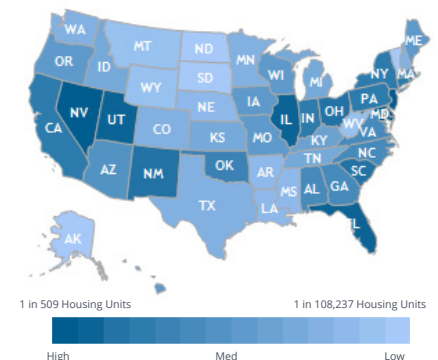 WA
MT
ND
MN
ME
OR
ID
SD
WI
MI
NY
MA
WY
IA
PA
NV
NE
IL
IN
OH
MD
UT
CO
KS
MO
KY
WV
VA
CA
AZ
NM
OK
AR
TN
NC
SC
TX
LA
MS
AL
GA
FL
AK
1 in 509 Housing Units 1 in 108,237 Housing Units
High Med Low